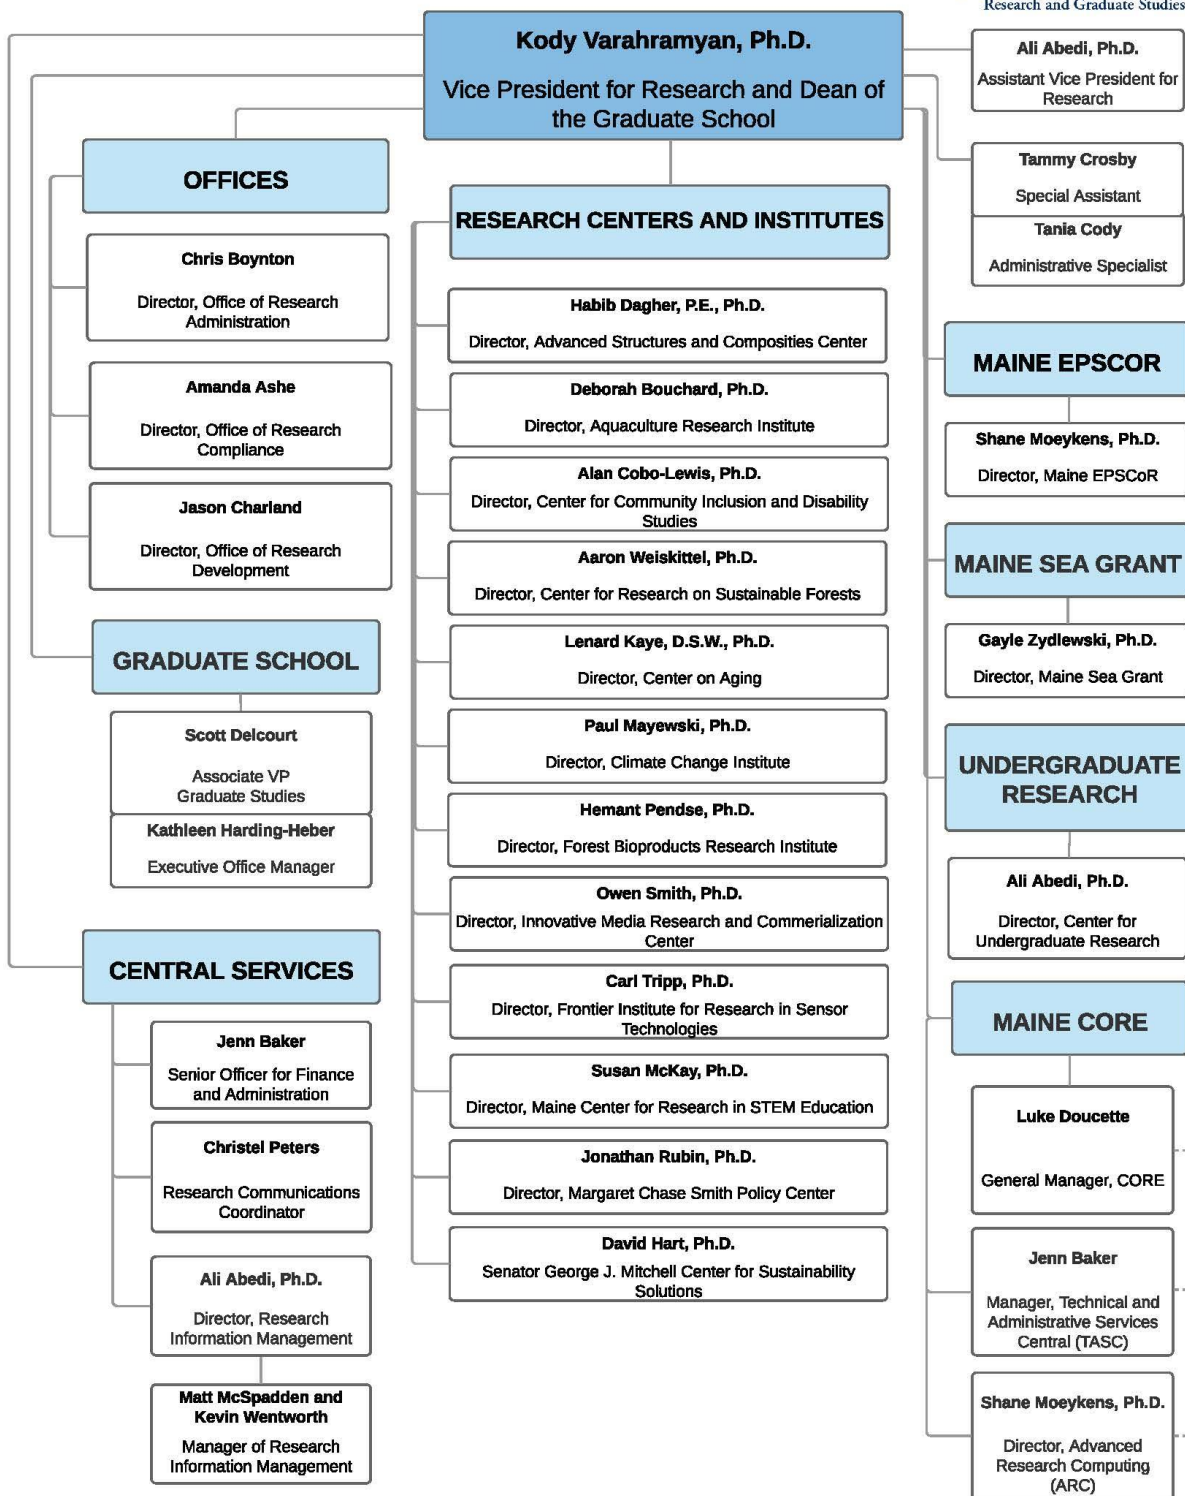 Research and Graduate Studies
Kody Varahramyan, Ph.D.
Vice President for Research and Dean of
the Graduate School
Ali Abedi, Ph.D.
Assistant Vice President for
Research
Tammy Crosby
Special Assistant
Tania Cody
Administrative Specialist
OFFICES
Chris Boynton
Director, Office of Research
Administration
Amanda Ashe
Director, Office of Research
Compliance
Jason Charland
Director, Office of Research
Development
GRADUATE SCHOOL
Scott Delcourt
Associate VP
Graduate Studies
Kathleen Harding-Heber
Executive Office Manager
CENTRAL SERVICES
Jenn Baker
Senior Officer for Finance
and Administration
Christel Peters
Research Communications
Coordinator
Ali Abedi, Ph.D.
Director, Research
Information Management
Matt McSpadden and
Kevin Wentworth
Manager of Research
Information Management
RESEARCH CENTERS AND INSTITUTES
Habib Dagher, P.E., Ph.D.
Director, Advanced Structures and Composities Center
Deborah Bouchard, Ph.D.
Director, Aquaculture Research Institute
Alan Cobo-Lewis, Ph.D.
Director, Center for Community Inclusion and Disability
Studies
Aaron Weiskittel, Ph.D.
Director, Center for Research on Sustainable Forests
Lenard Kaye, D.S.W., Ph.D.
Director, Center on Aging
Paul Mayewski, Ph.D.
Director, Climate Change Institute
Hemant Pendse, Ph.D.
Director, Forest Bioproducts Research Institute
Owen Smith, Ph.D.
Director, Innovative Media Research and Commerialization
Center
Carl Tripp, Ph.D.
Director, Frontier Institute for Research in Sensor
Technologies
Susan McKay, Ph.D.
Director, Maine Center for Research in STEM Education
Jonathan Rubin, Ph.D.
Director, Margaret Chase Smith Policy Center
David Hart, Ph.D.
Senator George J. Mitchell Center for Sustainability
Solutions
MAINE EPSCOR
Shane Moeykens, Ph.D.
Director, Maine EPSCoR
MAINE SEA GRANT
Gayle Zydlewski, Ph.D.
Director, Maine Sea Grant
UNDERGRADUATE
RESEARCH
Ali Abedi, Ph.D.
Director, Center for
Undergraduate Research
MAINE CORE
Luke Doucette
General Manager, CORE
Jenn Baker
Manager, Technical and
Administrative Services
Central (TASC)
Shane Moeykens, Ph.D.
Director, Advanced
Research Computing
(ARC)